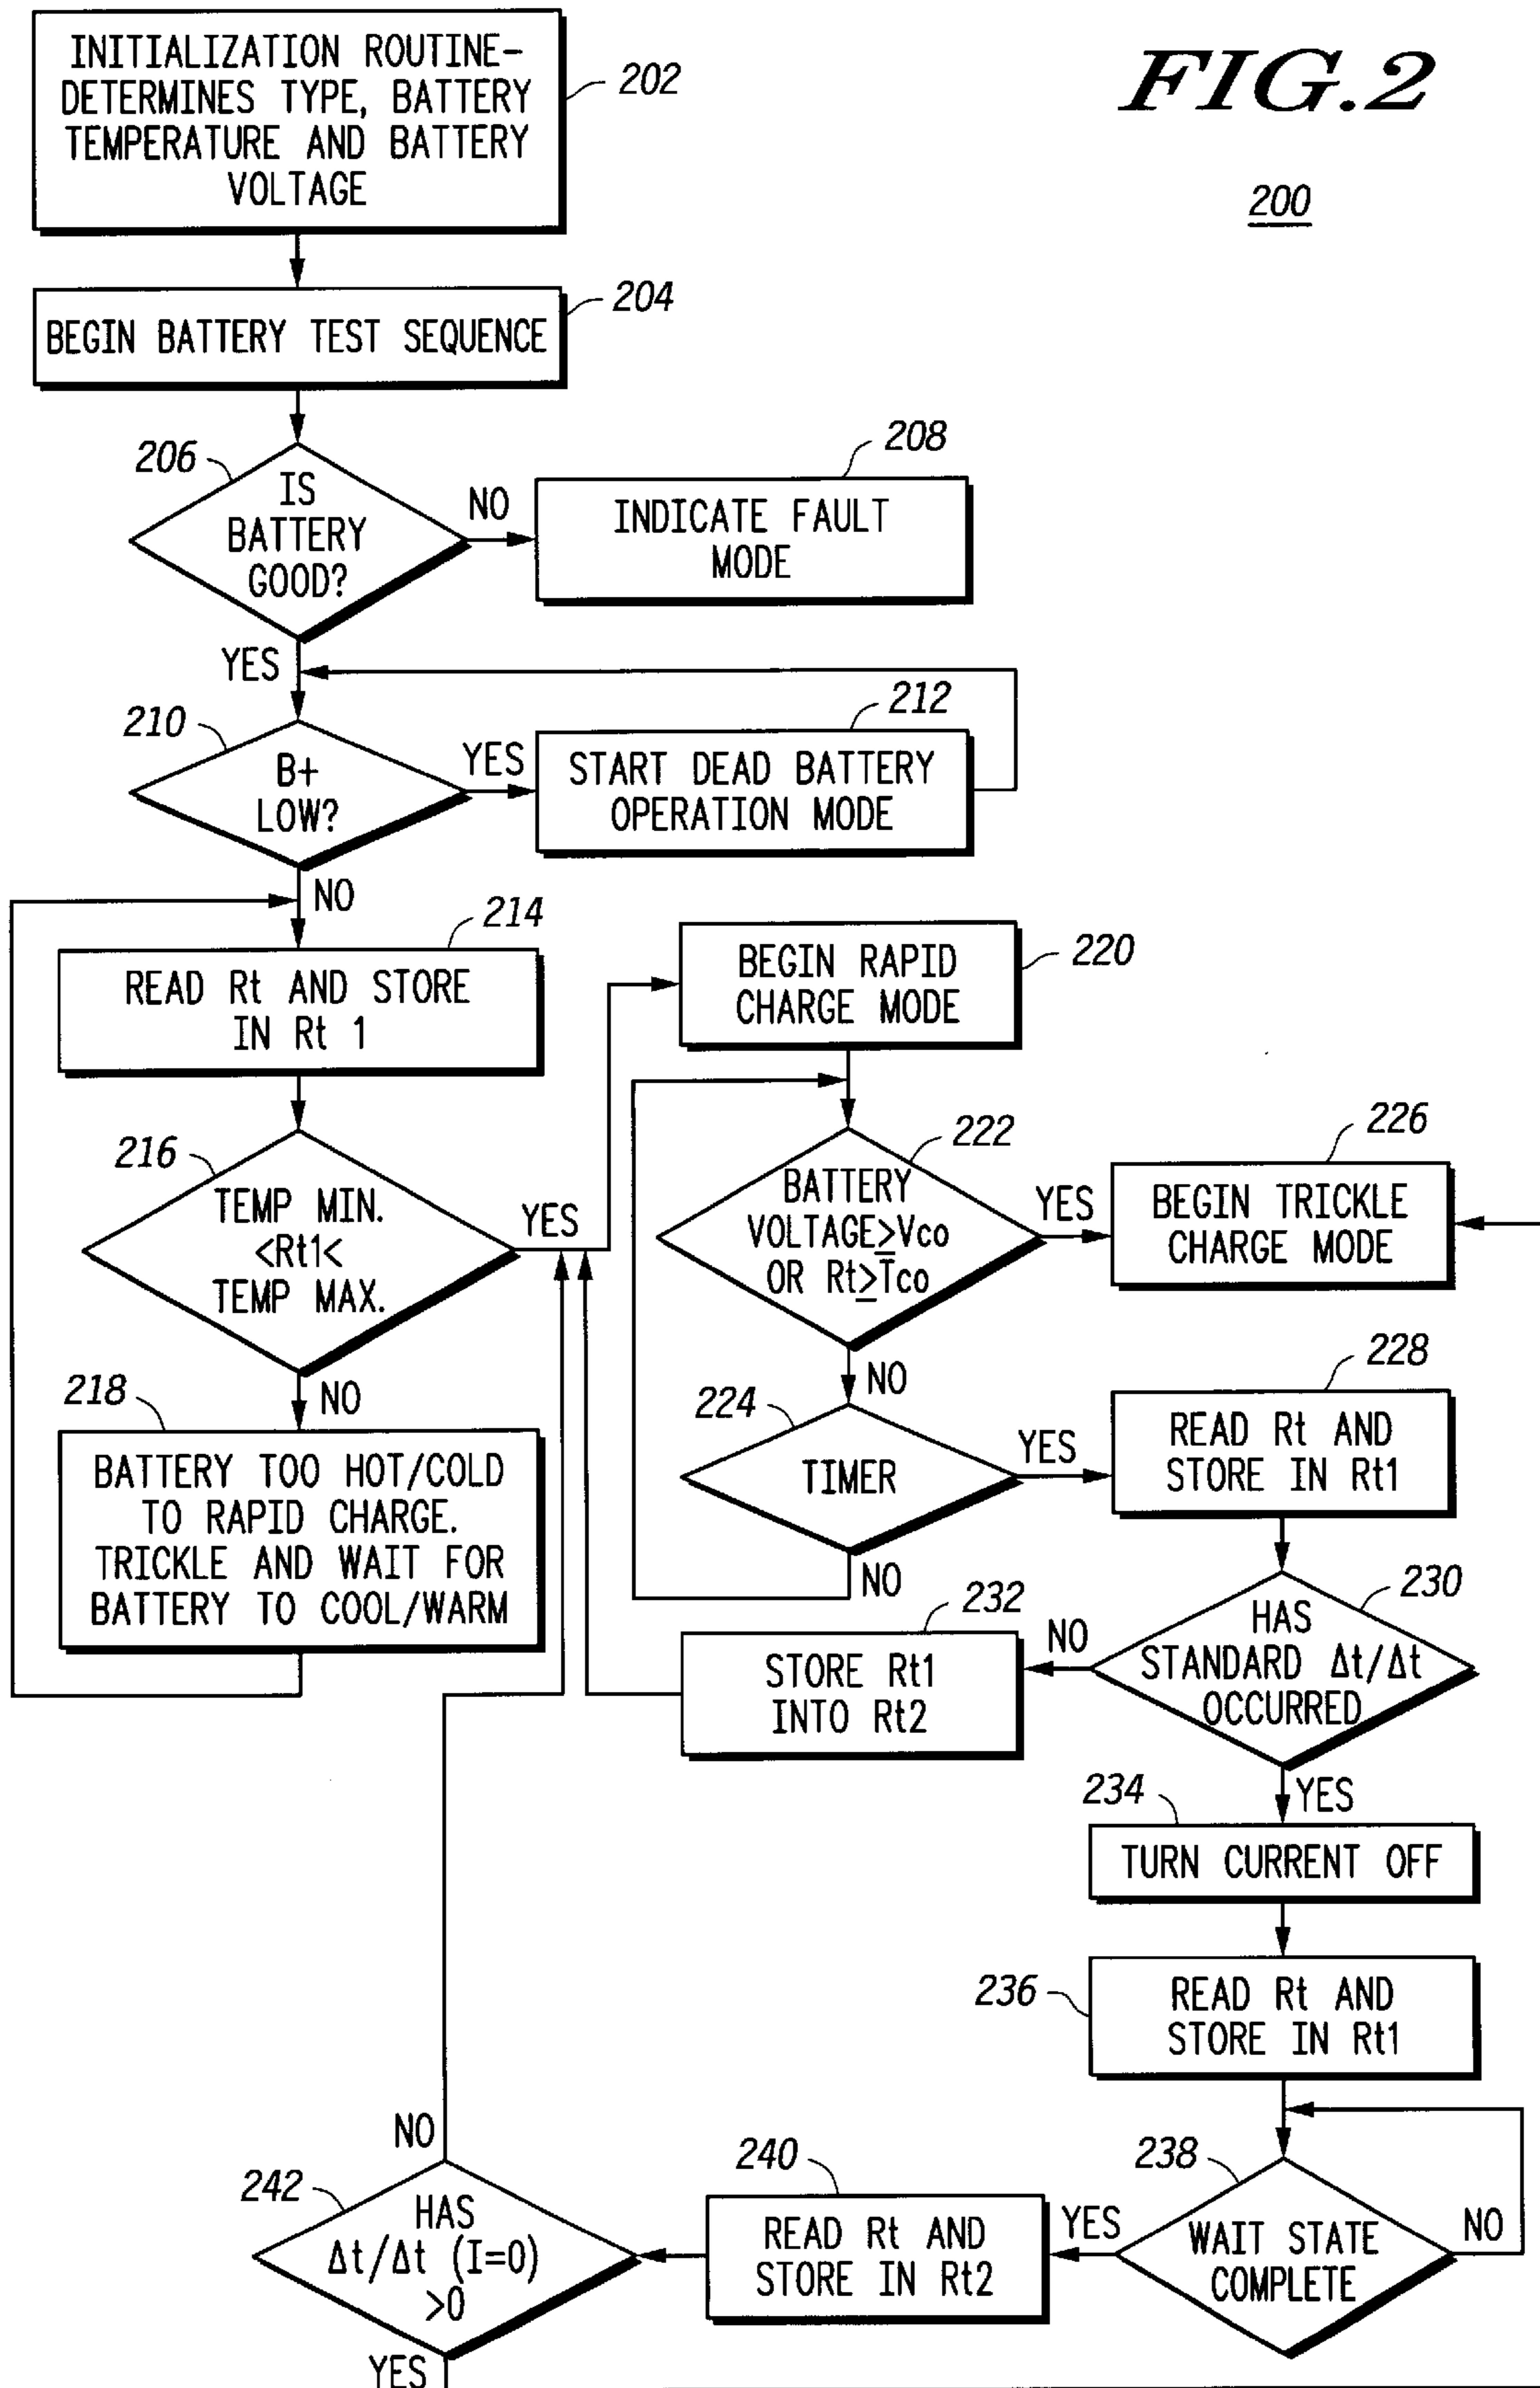 FIG.2
200
INITIALIZATION ROUTINE-
DETERMINES TYPE, BATTERY
TEMPERATURE AND BATTERY
VOLTAGE
202
BEGIN BATTERY TEST SEQUENCE
204
206
IS
BATTERY
GOOD?
NO
208
INDICATE FAULT
MODE
YES
210
B+
LOW?
YES
212
START DEAD BATTERY
OPERATION MODE
NO
214
READ Rt AND STORE
IN Rt 1
216
TEMP MIN.
<Rt1<
TEMP MAX.
YES
NO
218
BATTERY TOO HOT/COLD
TO RAPID CHARGE.
TRICKLE AND WAIT FOR
BATTERY TO COOL/WARM
220
BEGIN RAPID
CHARGE MODE
222
BATTERY
VOLTAGE≥Vco
OR Rt≥Tco
YES
226
BEGIN TRICKLE
CHARGE MODE
NO
224
TIMER
YES
NO
228
READ Rt AND
STORE IN Rt1
230
HAS
STANDARD Δt/Δt
OCCURRED
NO
232
STORE Rt1
INTO Rt2
YES
234
TURN CURRENT OFF
236
READ Rt AND
STORE IN Rt1
238
WAIT STATE
COMPLETE
NO
YES
240
READ Rt AND
STORE IN Rt2
242
HAS
Δt/Δt (I=0)
>0
NO
YES